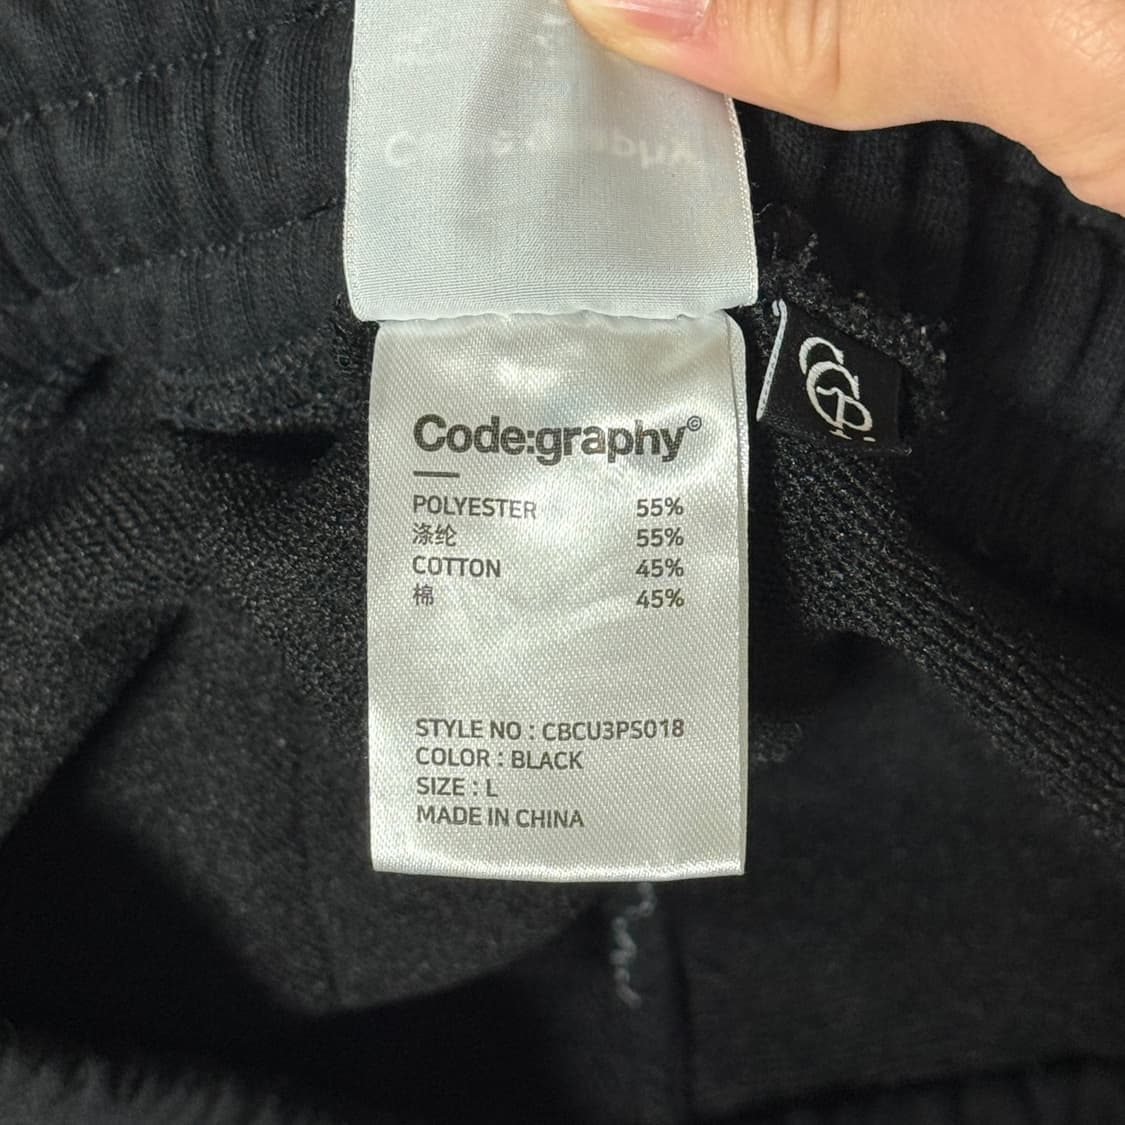 Code:graphy©
POLYESTER 55%
涤纶 55%
COTTON 45%
棉 45%
STYLE NO : CBCU3PS018
COLOR : BLACK
SIZE : L
MADE IN CHINA